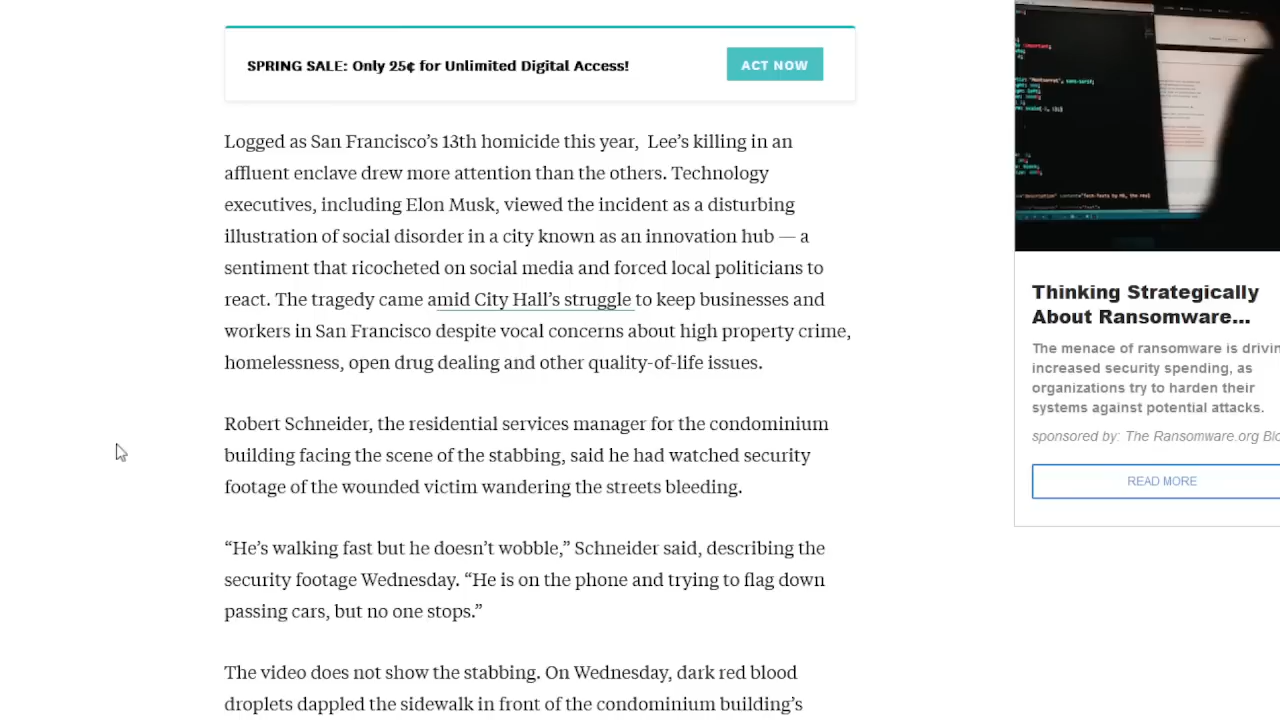 SPRING SALE: Only 25¢ for Unlimited Digital Access!
ACT NOW
Logged as San Francisco’s 13th homicide this year,  Lee’s killing in an
affluent enclave drew more attention than the others. Technology
executives, including Elon Musk, viewed the incident as a disturbing
illustration of social disorder in a city known as an innovation hub — a
sentiment that ricocheted on social media and forced local politicians to
react. The tragedy came amid City Hall’s struggle to keep businesses and
workers in San Francisco despite vocal concerns about high property crime,
homelessness, open drug dealing and other quality-of-life issues.
Robert Schneider, the residential services manager for the condominium
building facing the scene of the stabbing, said he had watched security
footage of the wounded victim wandering the streets bleeding.
“He’s walking fast but he doesn’t wobble,” Schneider said, describing the
security footage Wednesday. “He is on the phone and trying to flag down
passing cars, but no one stops.”
The video does not show the stabbing. On Wednesday, dark red blood
droplets dappled the sidewalk in front of the condominium building’s
Thinking Strategically
About Ransomware...
The menace of ransomware is drivin
increased security spending, as
organizations try to harden their
systems against potential attacks.
sponsored by: The Ransomware.org Blo
READ MORE